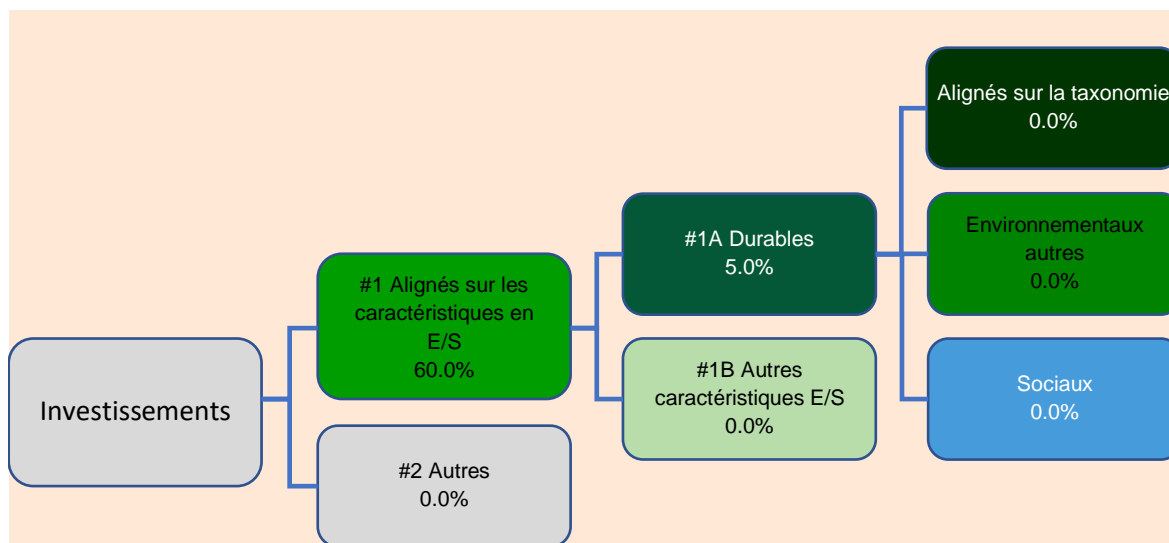 Investissements
#1 Alignés sur les
caractéristiques en
E/S
60.0%
#2 Autres
0.0%
#1A Durables
5.0%
#1B Autres
caractéristiques E/S
0.0%
Alignés sur la taxonomie
0.0%
Environnementaux
autres
0.0%
Sociaux
0.0%